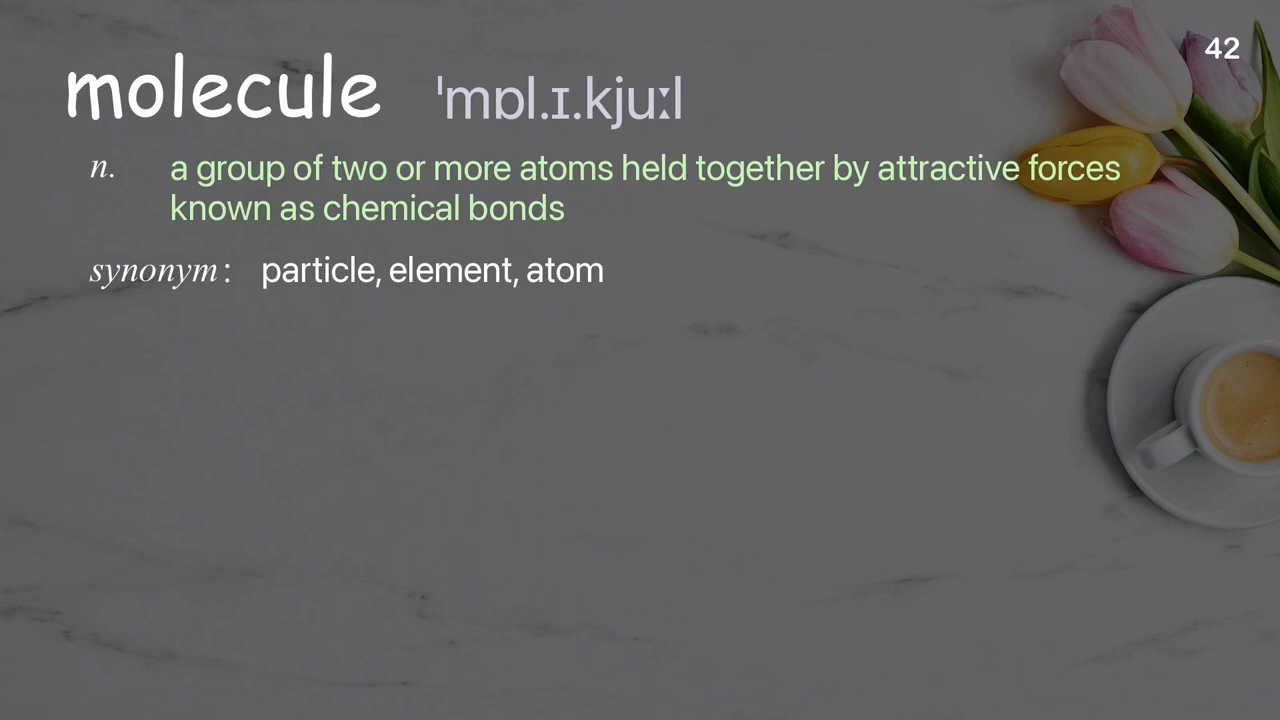 42
molecule ˈmɒl.ɪ.kjuːl
n. a group of two or more atoms held together by attractive forces
known as chemical bonds
synonym: particle, element, atom